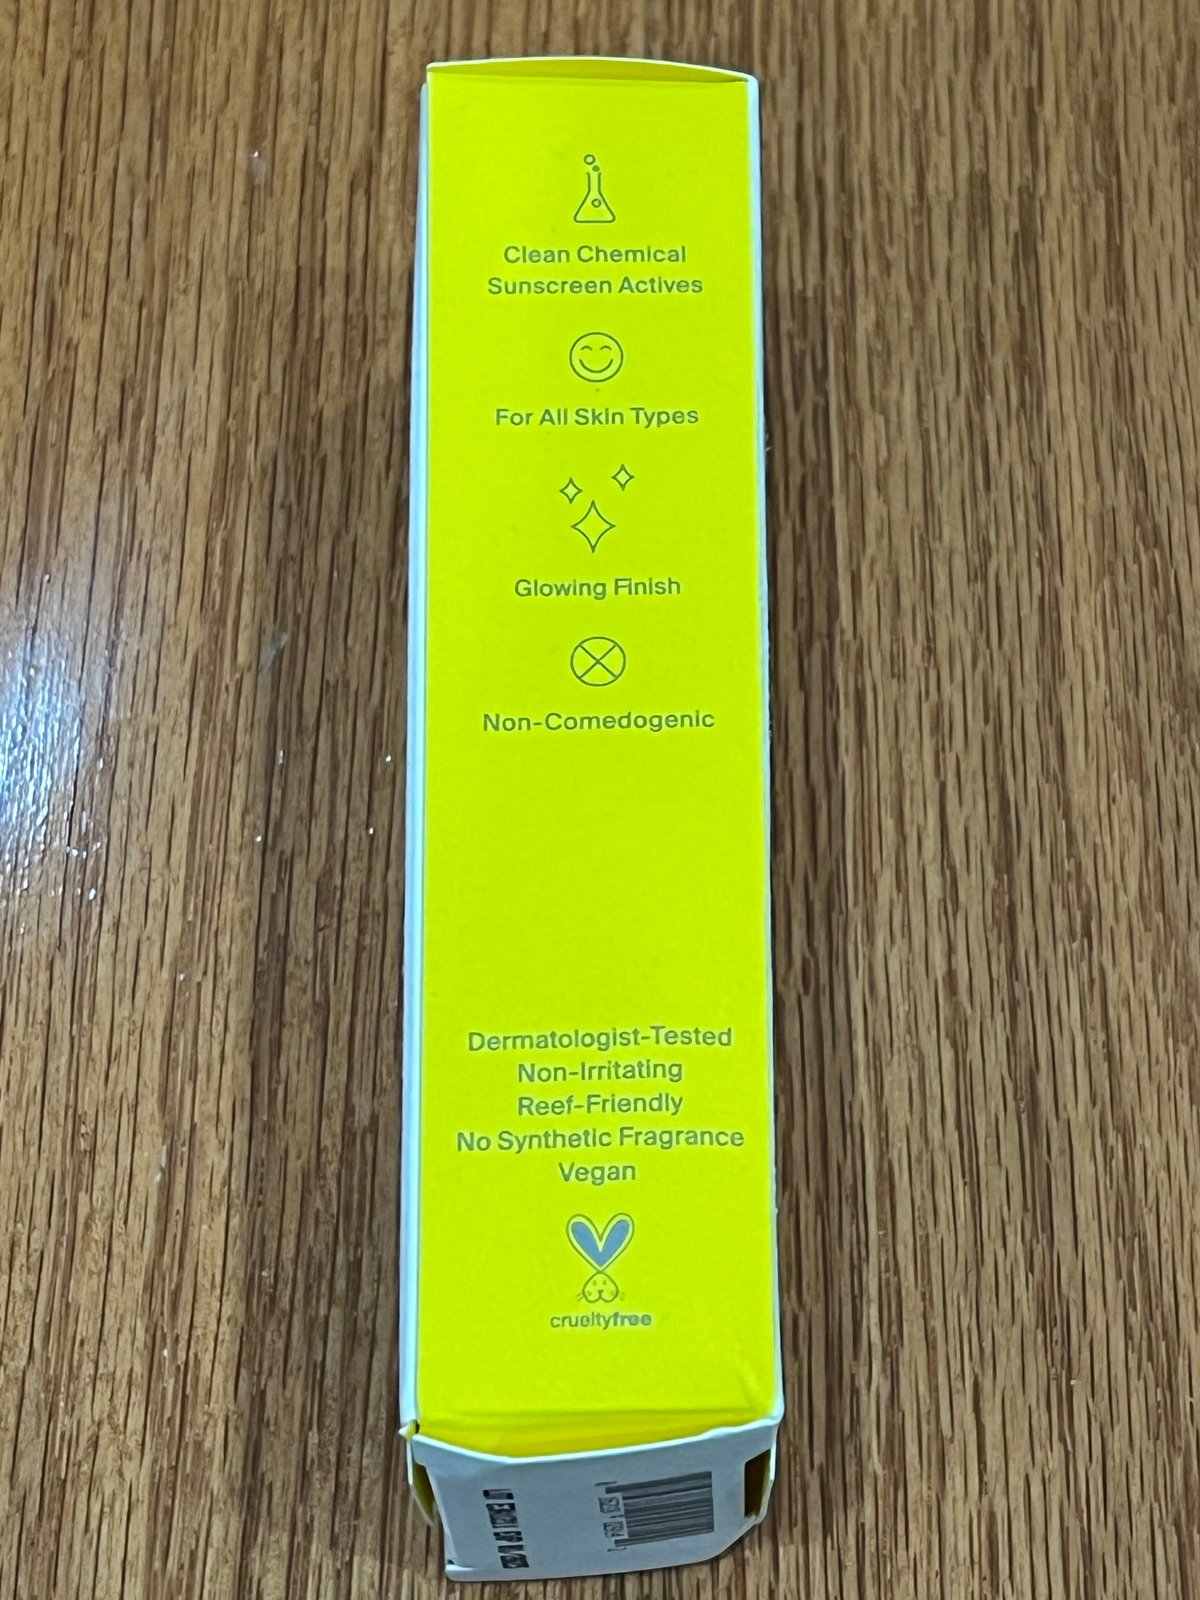 Clean Chemical
Sunscreen Actives
For All Skin Types
Glowing Finish
Non-Comedogenic
Dermatologist-Tested
Non-Irritating
Reef-Friendly
No Synthetic Fragrance
Vegan
crueltyfree